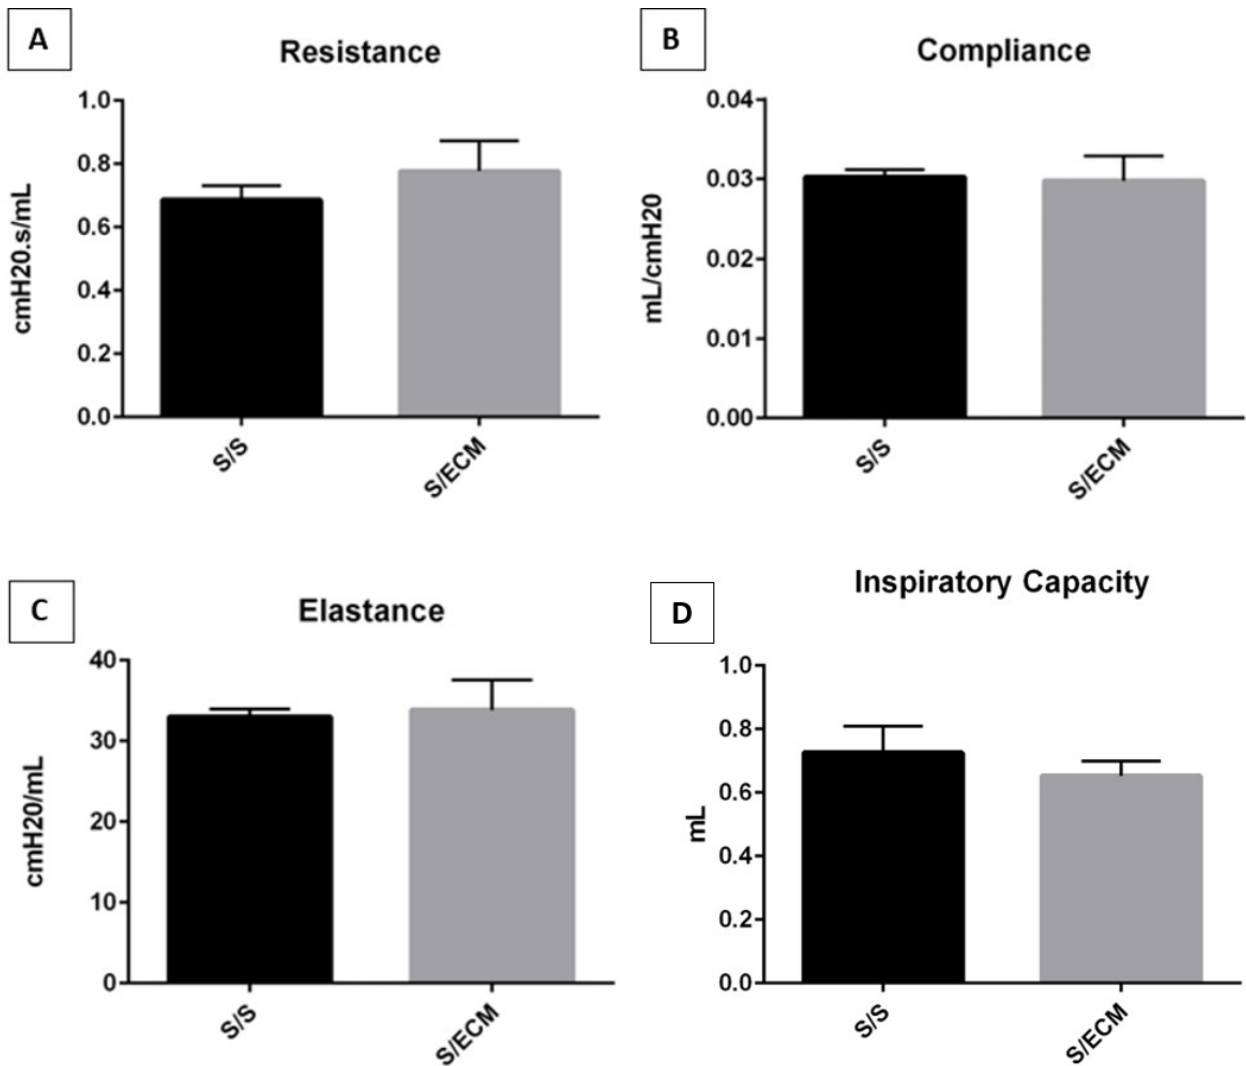 A
Resistance
cmH20.s/mL
1.0
0.8
0.6
0.4
0.2
0.0
S/S
S/ECM
B
Compliance
mL/cmH20
0.04
0.03
0.02
0.01
0.00
S/S
S/ECM
C
Elastance
cmH20/mL
40
30
20
10
0
S/S
S/ECM
D
Inspiratory Capacity
mL
1.0
0.8
0.6
0.4
0.2
0.0
S/S
S/ECM